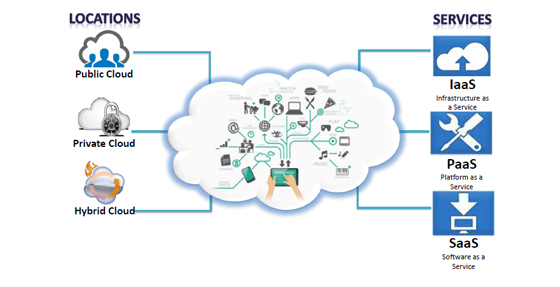 LOCATIONS
SERVICES
Public Cloud
Private Cloud
Hybrid Cloud
IaaS
Infrastructure as
a Service
PaaS
Platform as a
Service
SaaS
Software as a
Service